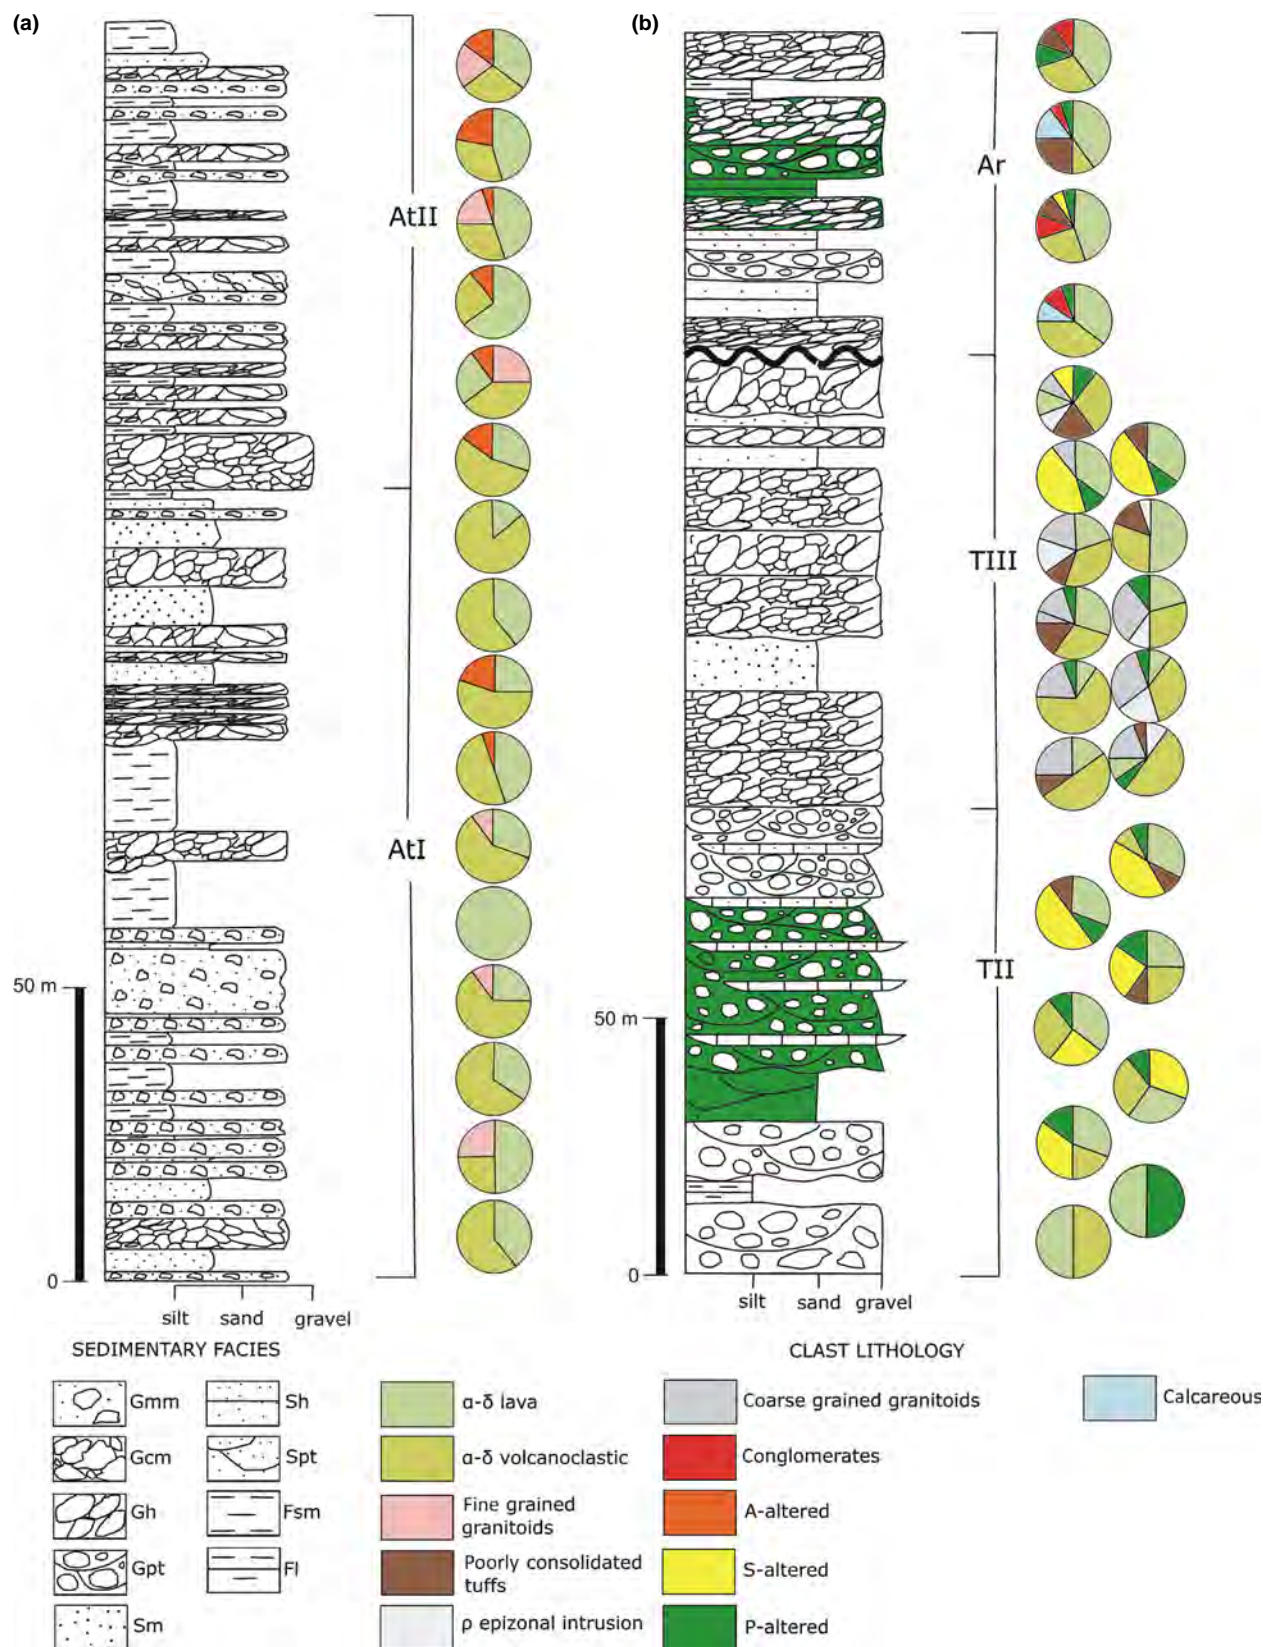 (a)
AtII
AtI
50 m
0
silt sand gravel
(b)
Ar
TIII
TII
50 m
0
silt sand gravel
SEDIMENTARY FACIES
Gmm
Gcm
Gh
Gpt
Sm
Sh
Spt
Fsm
Fl
CLAST LITHOLOGY
α-δ lava
α-δ volcanoclastic
Fine grained
granitoids
Poorly consolidated
tuffs
ρ epizonal intrusion
Coarse grained granitoids
Conglomerates
A-altered
S-altered
P-altered
Calcareous